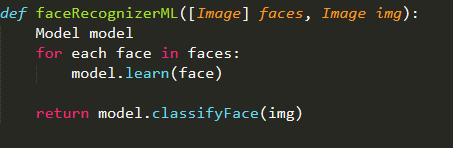 def faceRecognizerML([Image] faces, Image img):
    Model model
    for each face in faces:
        model.learn(face)

    return model.classifyFace(img)